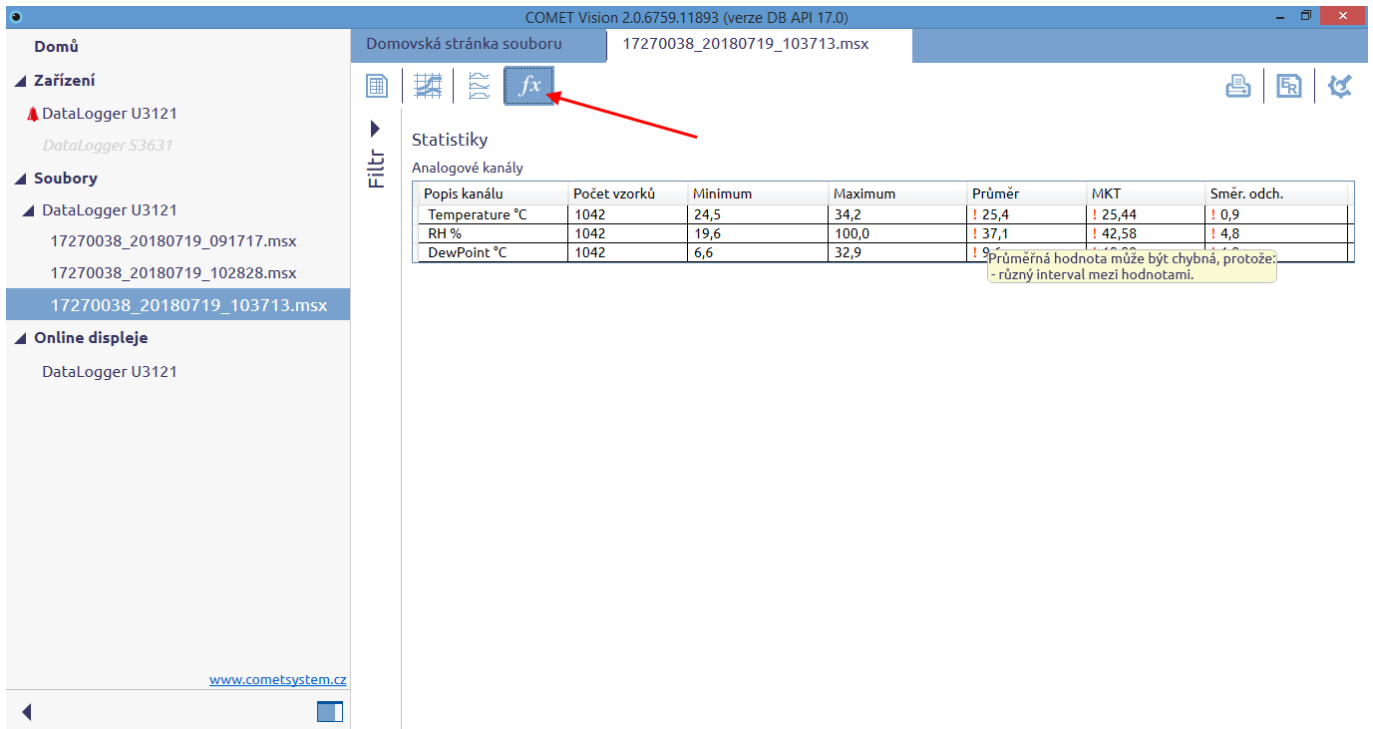 COMET Vision 2.0.6759.11893 (verze DB API 17.0)
Domů
Zařízení
DataLogger U3121
DataLogger S3631
Soubory
DataLogger U3121
17270038_20180719_091717.msx
17270038_20180719_102828.msx
17270038_20180719_103713.msx
Online displeje
DataLogger U3121
www.cometsystem.cz
Domovská stránka souboru 17270038_20180719_103713.msx
fx
Filtr
Statistiky
Analogové kanály
Popis kanálu Počet vzorků Minimum Maximum Průměr MKT Směr. odch.
Temperature °C 1042 24,5 34,2 ! 25,4 ! 25,44 ! 0,9
RH % 1042 19,6 100,0 ! 37,1 ! 42,58 ! 4,8
DewPoint °C 1042 6,6 32,9 !
Průměrná hodnota může být chybná, protože:
- různý interval mezi hodnotami.